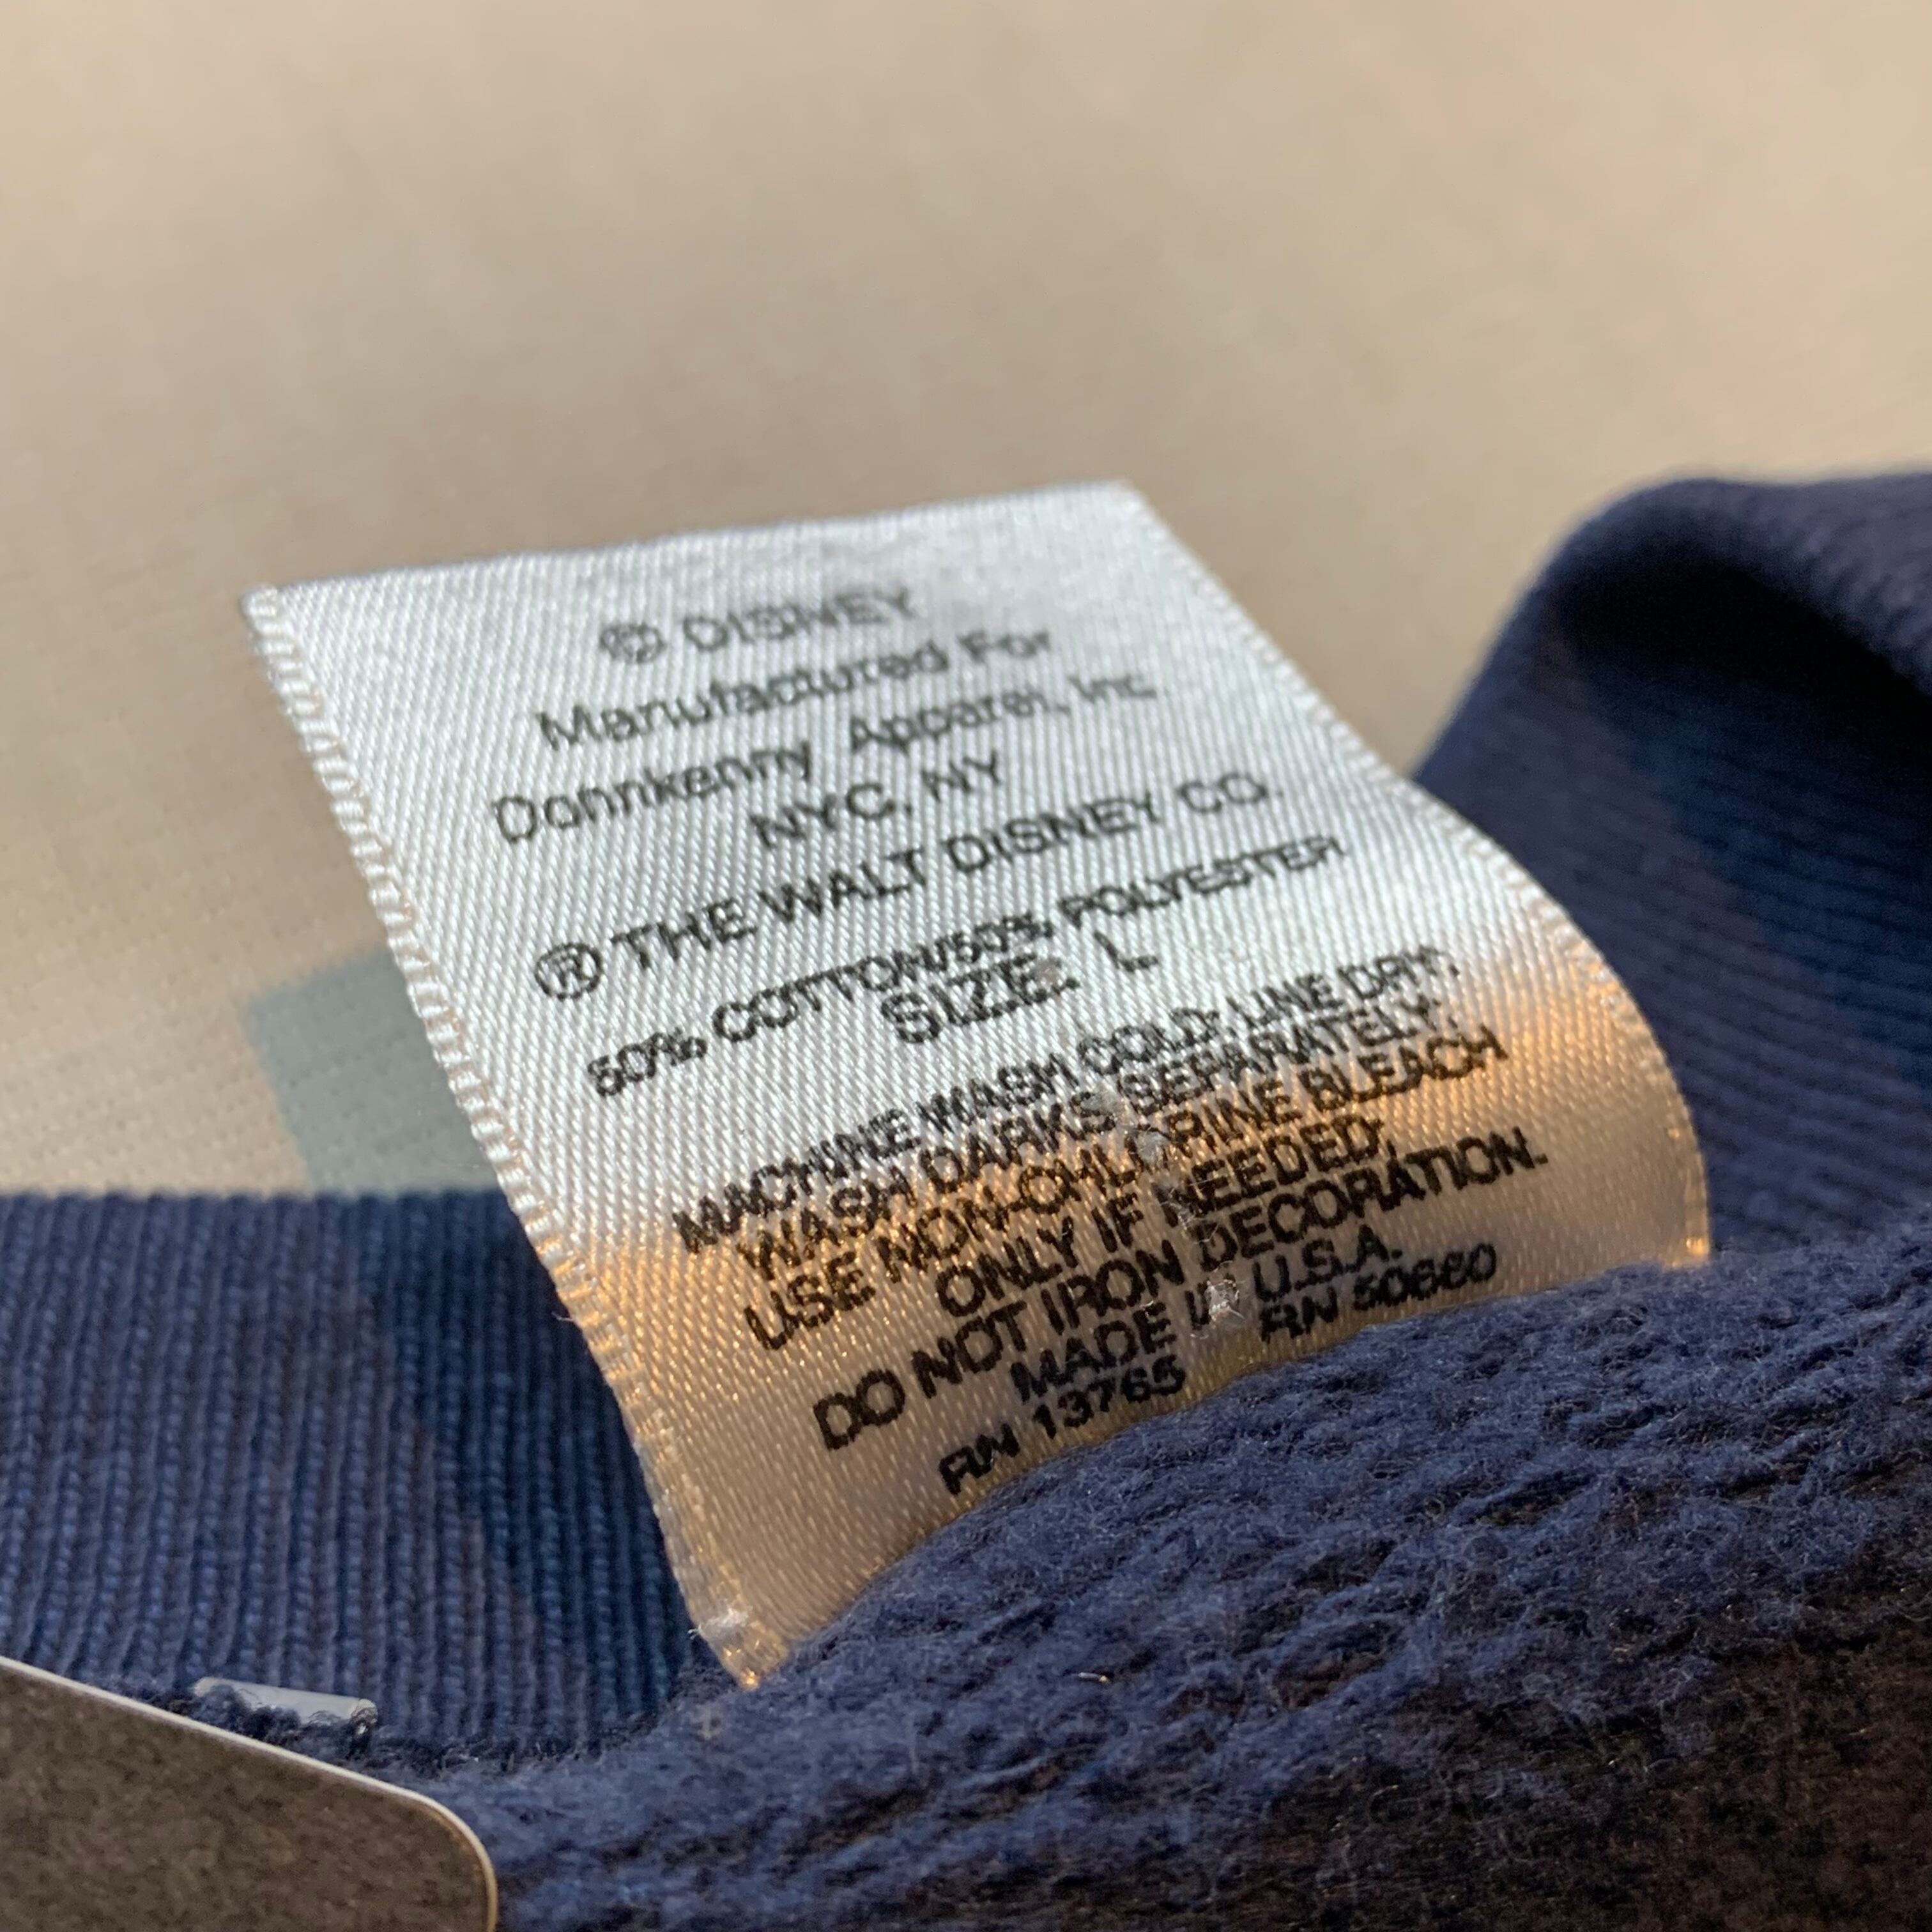 © DISNEY
Manufactured For
Donnkenny Apparel, Inc
NYC, NY
® THE WALT DISNEY CO.
50% COTTON/50% POLYESTER
SIZE: L
MACHINE WASH COLD; LINE DRY;
WASH DARKS SEPARATELY;
USE NON-CHLORINE BLEACH
ONLY IF NEEDED;
DO NOT IRON DECORATION.
MADE IN U.S.A.
RN 13765 RN 50660